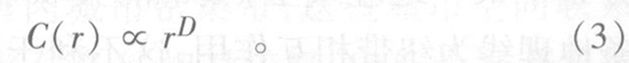 C(r) ∝ r^D 。 (3)